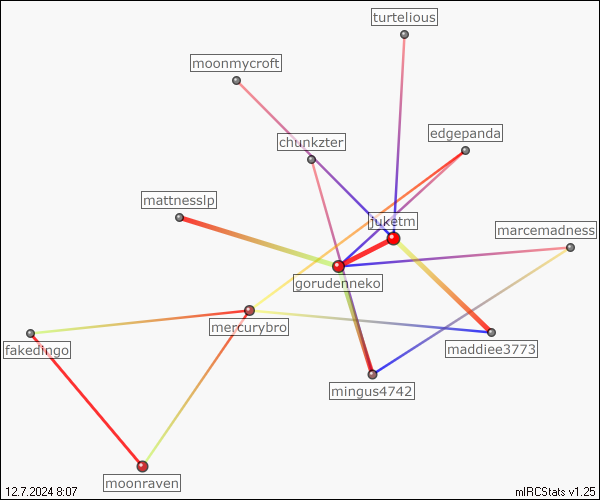 turtelious
moonmycroft
edgepanda
chunkzter
mattnesslp
juketm
marcemadness
gorudenneko
mercurybro
fakedingo
maddiee3773
mingus4742
moonraven
12.7.2024 8:07
mIRCStats v1.25